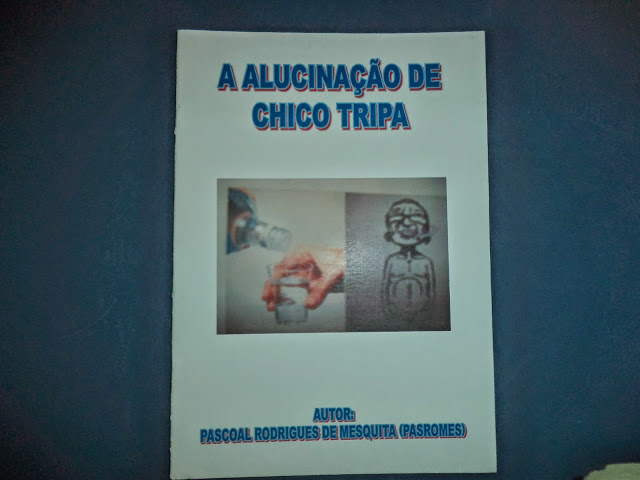 A ALUCINAÇÃO DE
CHICO TRIPA
AUTOR:
PASCOAL RODRIGUES DE MESQUITA (PASROMES)